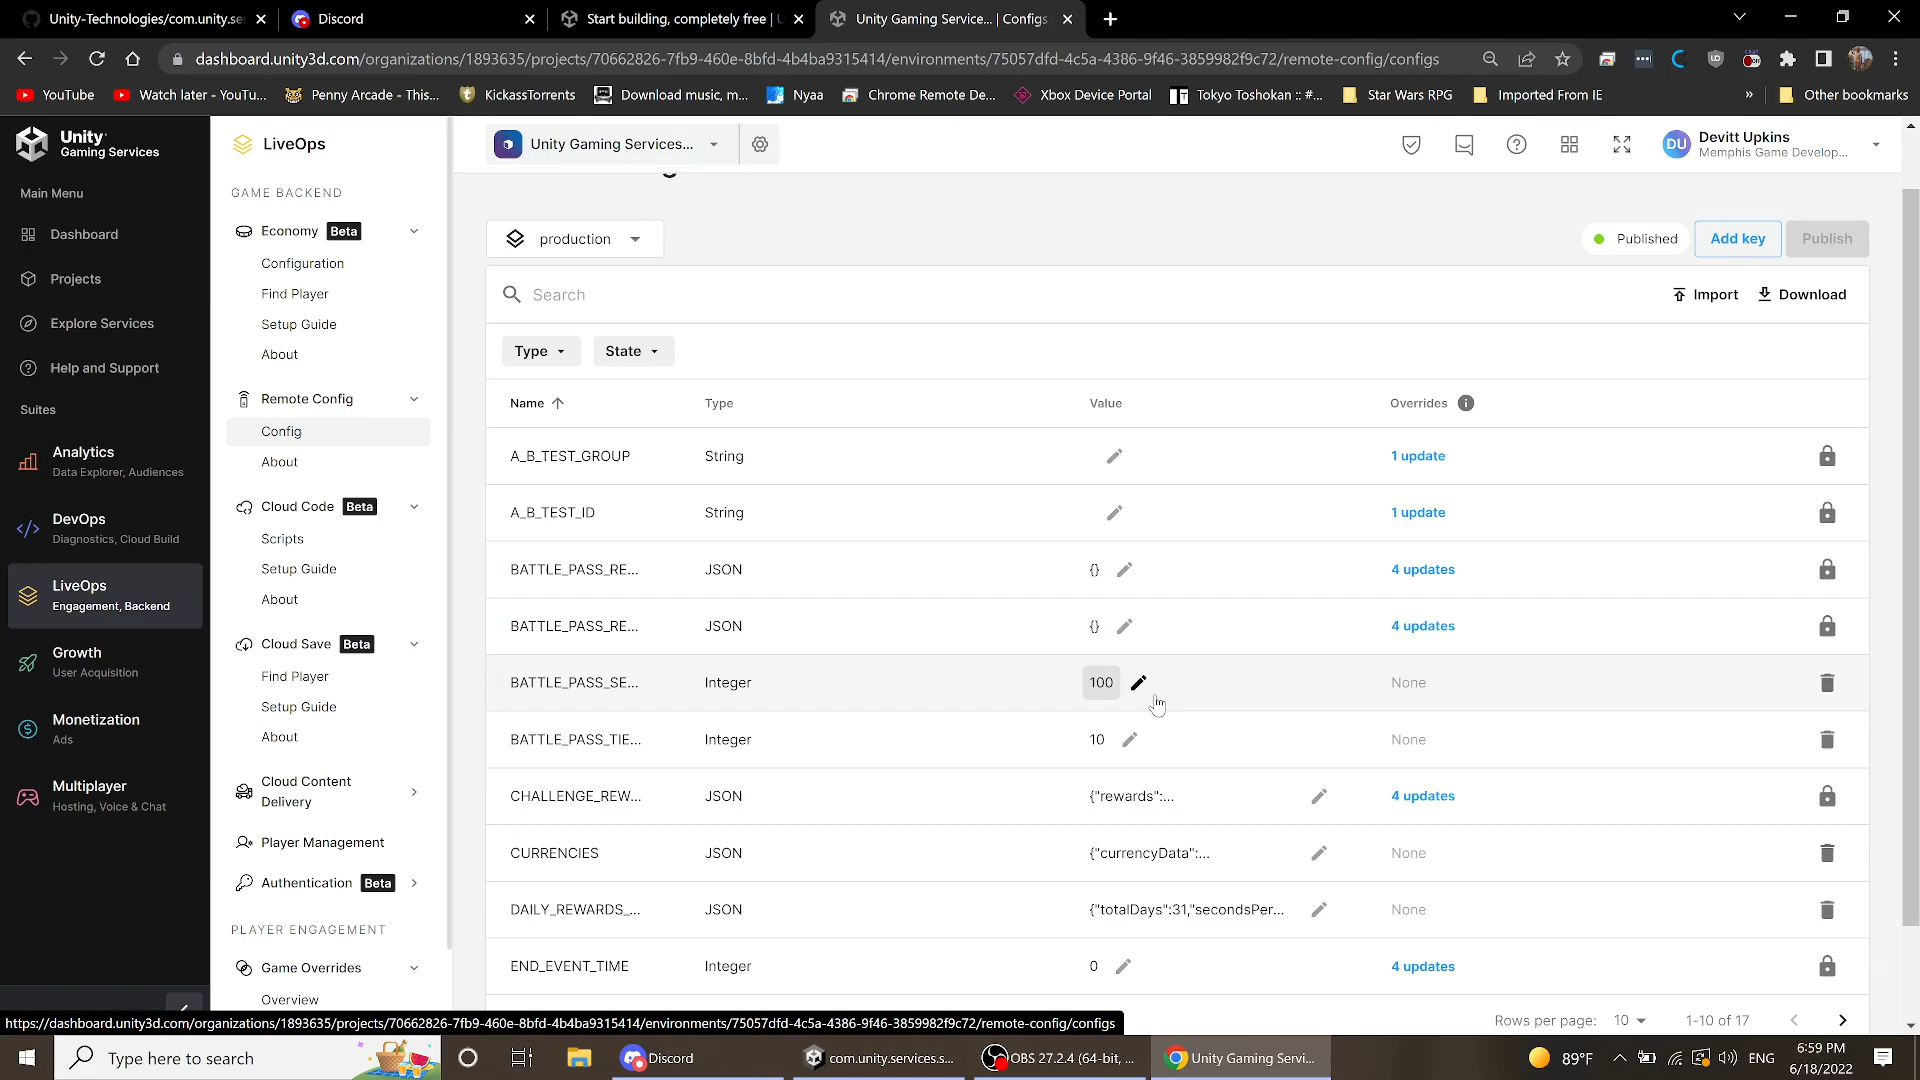 Unity-Technologies/com.unity.se
Discord
Start building, completely free |
Unity Gaming Service... | Configs
dashboard.unity3d.com/organizations/1893635/projects/70662826-7fb9-460e-8bfd-4b4ba9315414/environments/75057dfd-4c5a-4386-9f46-3859982f9c72/remote-config/configs
YouTube
Watch later - YouTu...
Penny Arcade - This...
KickassTorrents
Download music, m...
Nyaa
Chrome Remote De...
Xbox Device Portal
Tokyo Toshokan :: #...
Star Wars RPG
Imported From IE
»
Other bookmarks
Unity
Gaming Services
Main Menu
Dashboard
Projects
Explore Services
Help and Support
Suites
Analytics
Data Explorer, Audiences
DevOps
Diagnostics, Cloud Build
LiveOps
Engagement, Backend
Growth
User Acquisition
Monetization
Ads
Multiplayer
Hosting, Voice & Chat
LiveOps
GAME BACKEND
Economy Beta
Configuration
Find Player
Setup Guide
About
Remote Config
Config
About
Cloud Code Beta
Scripts
Setup Guide
About
Cloud Save Beta
Find Player
Setup Guide
About
Cloud Content
Delivery
Player Management
Authentication Beta
PLAYER ENGAGEMENT
Game Overrides
Overview
Unity Gaming Services...
DU
Devitt Upkins
Memphis Game Develop...
production
Published
Add key
Publish
Search
Import
Download
Type
State
Name Type Value Overrides
A_B_TEST_GROUP String 1 update
A_B_TEST_ID String 1 update
BATTLE_PASS_RE... JSON {} 4 updates
BATTLE_PASS_RE... JSON {} 4 updates
BATTLE_PASS_SE... Integer 100 None
BATTLE_PASS_TIE... Integer 10 None
CHALLENGE_REW... JSON {"rewards":... 4 updates
CURRENCIES JSON {"currencyData":... None
DAILY_REWARDS_... JSON {"totalDays":31,"secondsPer... None
END_EVENT_TIME Integer 0 4 updates
Rows per page: 10 1-10 of 17
https://dashboard.unity3d.com/organizations/1893635/projects/70662826-7fb9-460e-8bfd-4b4ba9315414/environments/75057dfd-4c5a-4386-9f46-3859982f9c72/remote-config/configs
Type here to search
Discord
com.unity.services.s...
OBS 27.2.4 (64-bit, ...
Unity Gaming Servi...
89°F
ENG
6:59 PM
6/18/2022